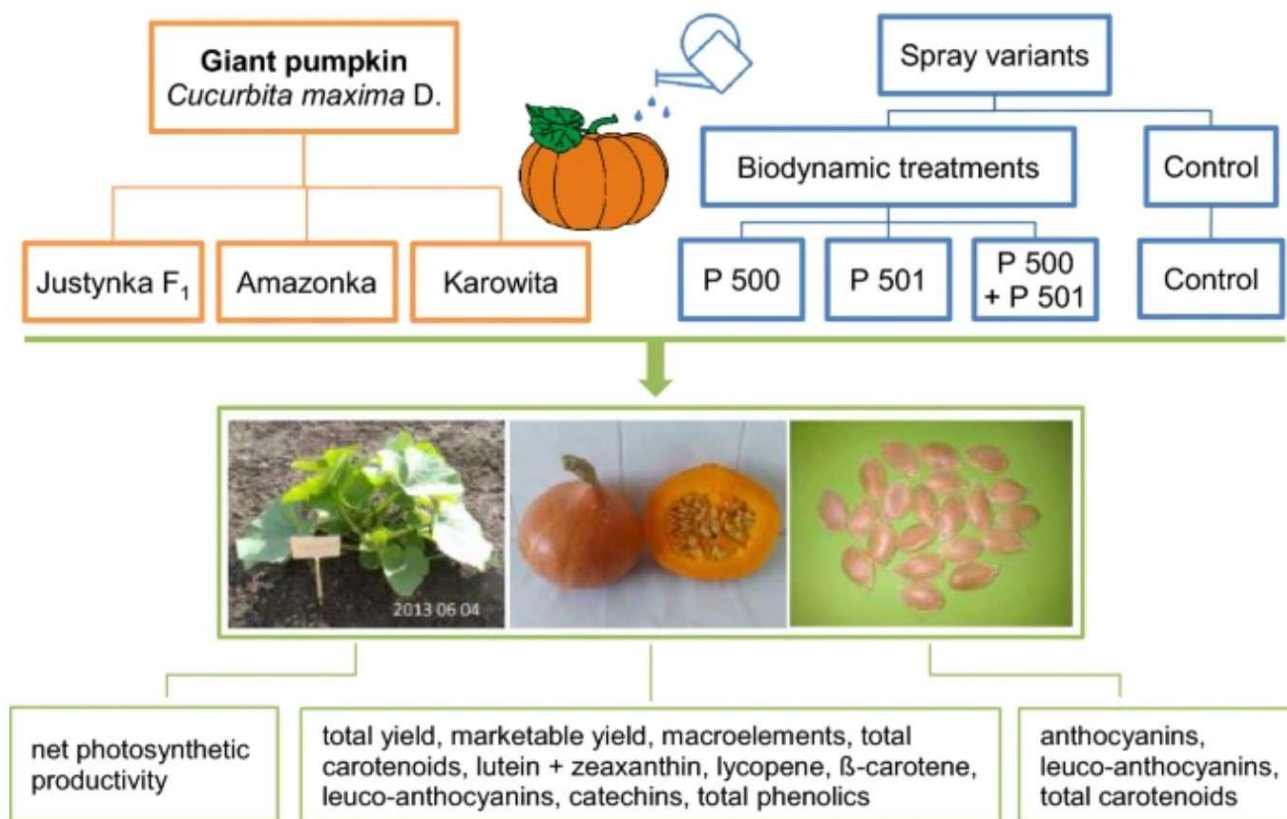 Giant pumpkin
Cucurbita maxima D.
Spray variants
Biodynamic treatments
Control
Justynka F₁
Amazonka
Karowita
P 500
P 501
P 500
+ P 501
Control
2013 06 04
net photosynthetic
productivity
total yield, marketable yield, macroelements, total
carotenoids, lutein + zeaxanthin, lycopene, ß-carotene,
leuco-anthocyanins, catechins, total phenolics
anthocyanins,
leuco-anthocyanins,
total carotenoids